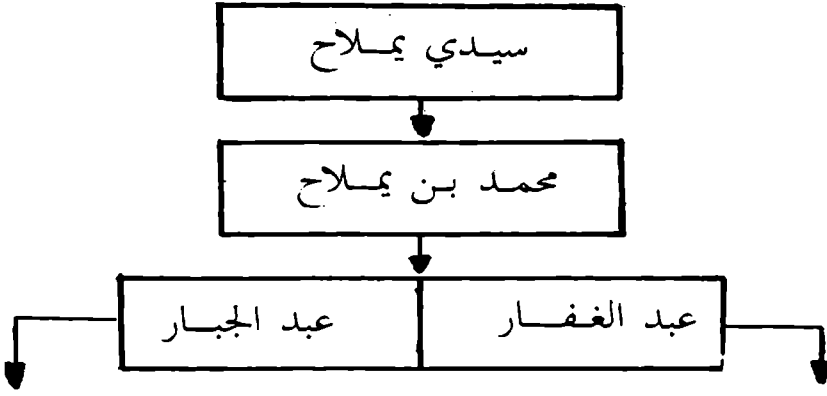 سيدي يملاح
محمد بن يملاح
عبد الغفار
عبد الجبار